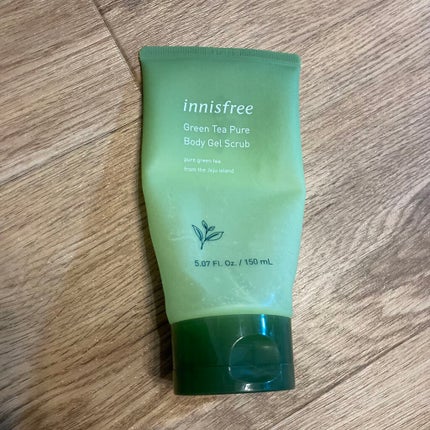 innisfree
Green Tea Pure
Body Gel Scrub
pure green tea
from the Jeju island
5.07 Fl. Oz. / 150 mL